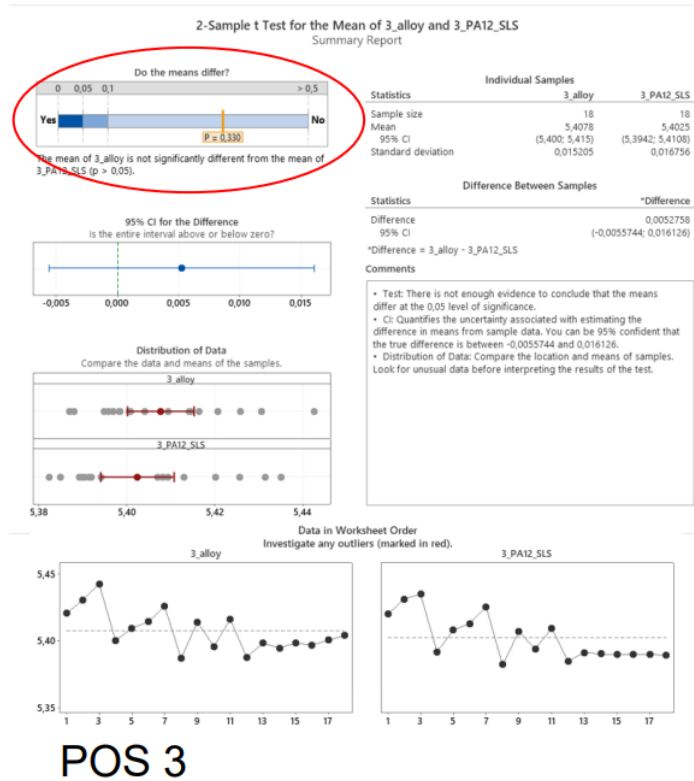 2-Sample t Test for the Mean of 3_alloy and 3_PA12_SLS
Summary Report
Do the means differ?
0 0,05 0,1 > 0,5
Yes No
P = 0,330
The mean of 3_alloy is not significantly different from the mean of
3_PA12_SLS (p > 0,05).
Individual Samples
Statistics 3_alloy 3_PA12_SLS
Sample size 18 18
Mean 5,4078 5,4025
95% CI (5,400; 5,415) (5,3942; 5,4108)
Standard deviation 0,015205 0,016756
Difference Between Samples
Statistics *Difference
Difference 0,0052758
95% CI (-0,0055744; 0,016126)
*Difference = 3_alloy - 3_PA12_SLS
95% CI for the Difference
Is the entire interval above or below zero?
-0,005 0,000 0,005 0,010 0,015
Comments
• Test: There is not enough evidence to conclude that the means
differ at the 0,05 level of significance.
• CI: Quantifies the uncertainty associated with estimating the
difference in means from sample data. You can be 95% confident that
the true difference is between -0,0055744 and 0,016126.
• Distribution of Data: Compare the location and means of samples.
Look for unusual data before interpreting the results of the test.
Distribution of Data
Compare the data and means of the samples.
3_alloy
3_PA12_SLS
5,38 5,40 5,42 5,44
Data in Worksheet Order
Investigate any outliers (marked in red).
3_alloy 3_PA12_SLS
5,45
5,40
5,35
1 3 5 7 9 11 13 15 17 1 3 5 7 9 11 13 15 17
POS 3